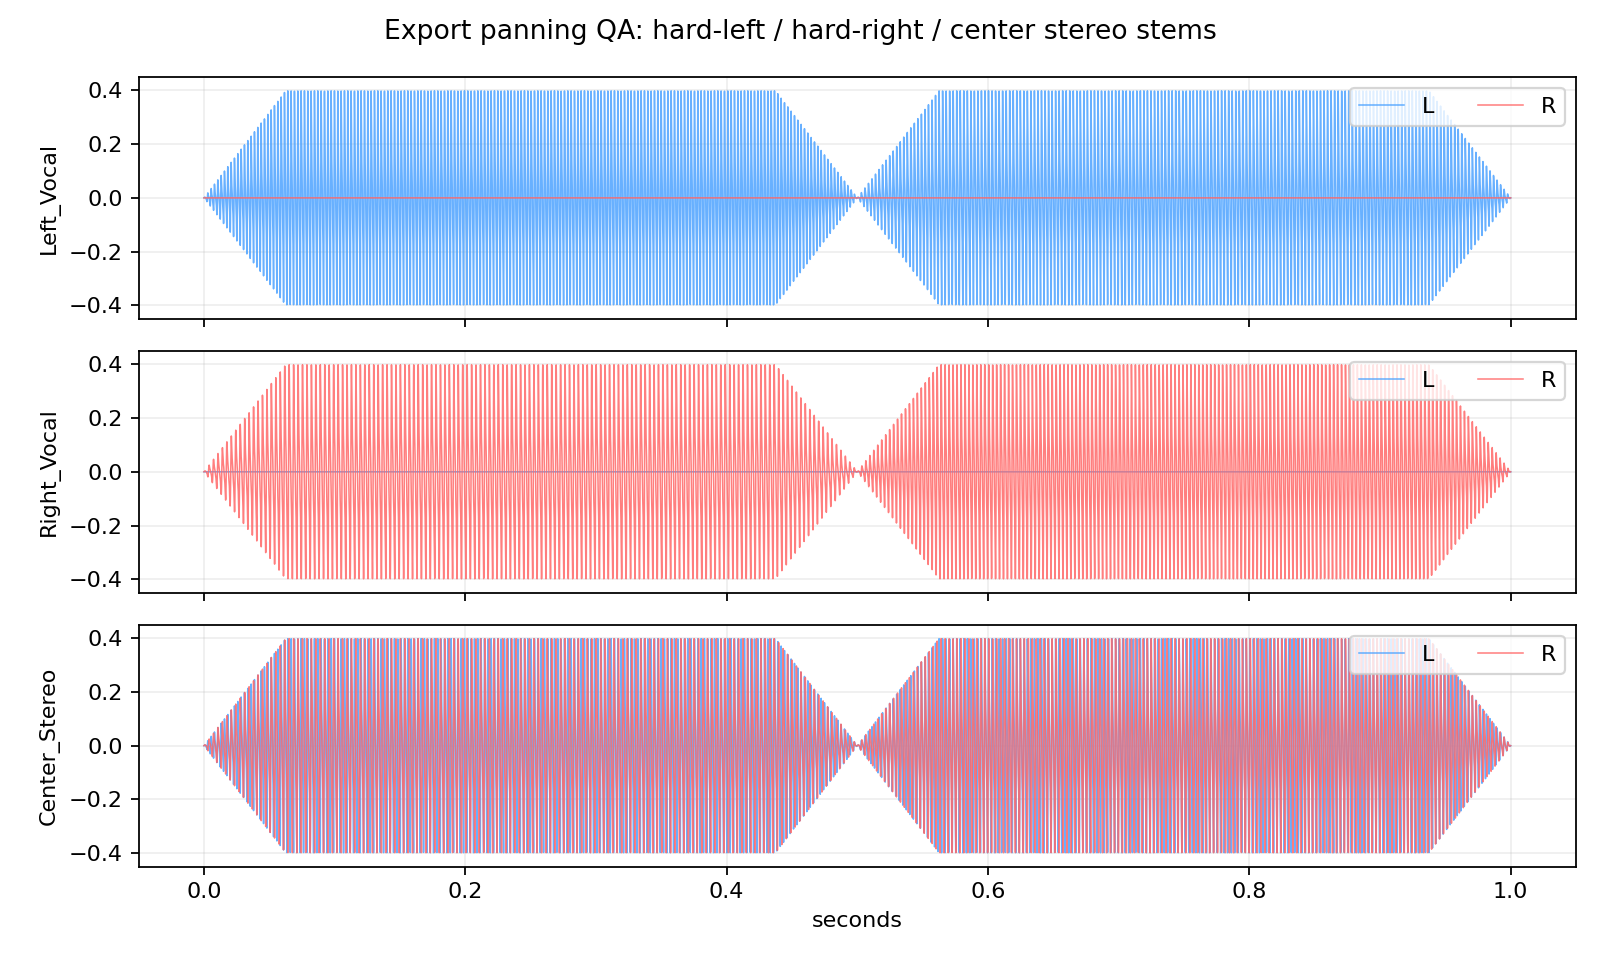 Export panning QA: hard-left / hard-right / center stereo stems
Left_Vocal
0.4
0.2
0.0
−0.2
−0.4
L R
Right_Vocal
0.4
0.2
0.0
−0.2
−0.4
L R
Center_Stereo
0.4
0.2
0.0
−0.2
−0.4
L R
0.0 0.2 0.4 0.6 0.8 1.0
seconds